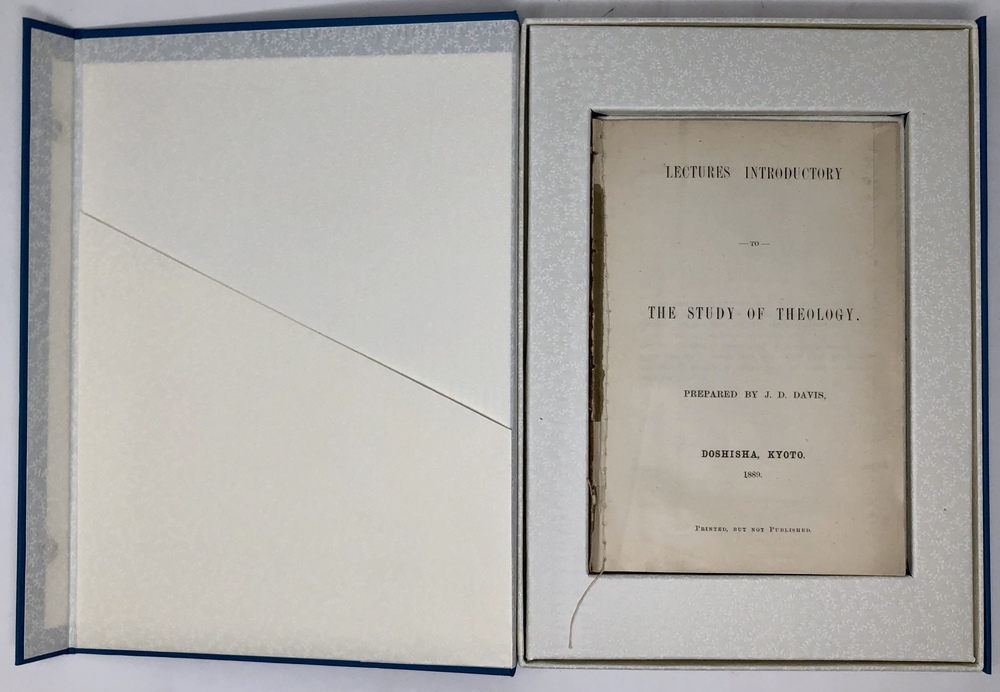 LECTURES INTRODUCTORY
—TO—
THE STUDY OF THEOLOGY.
PREPARED BY J. D. DAVIS,
DOSHISHA, KYOTO.
1889.
PRINTED, BUT NOT PUBLISHED.